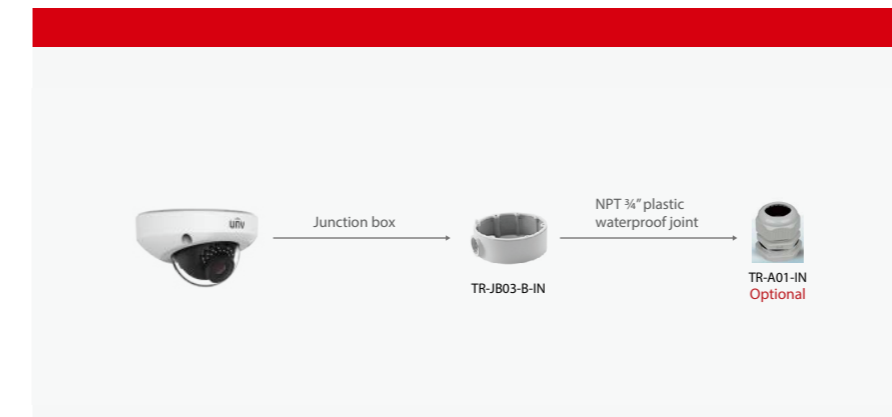 unv
Junction box
TR-JB03-B-IN
NPT ¾” plastic
waterproof joint
TR-A01-IN
Optional